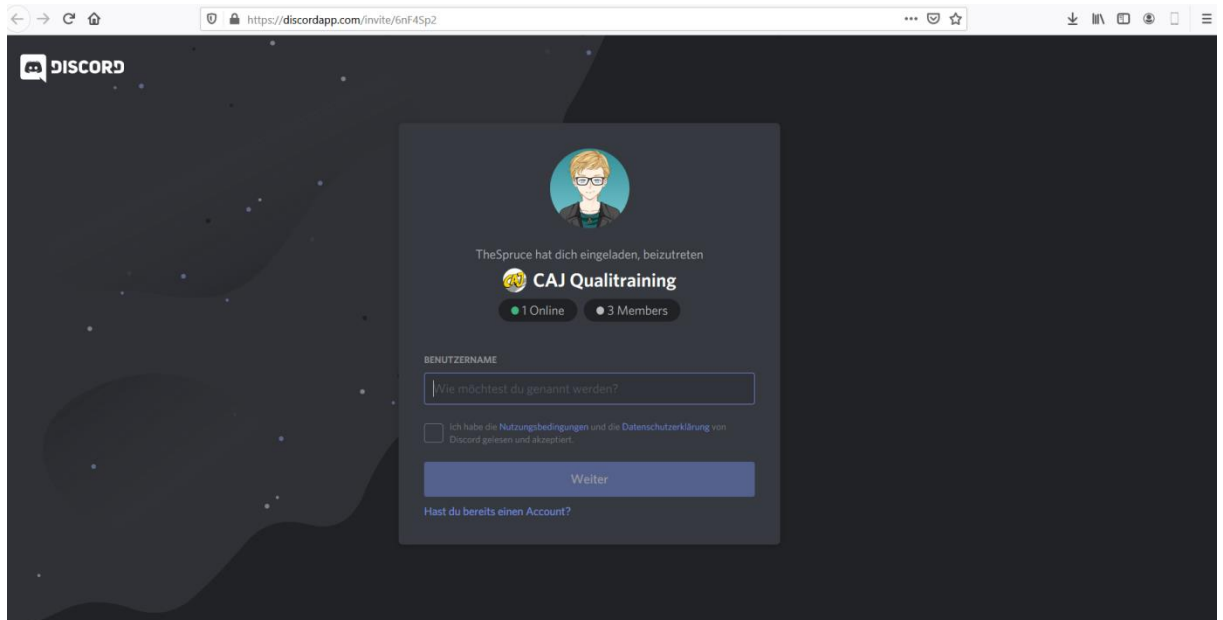 https://discordapp.com/invite/6nF4Sp2
DISCORD
TheSpruce hat dich eingeladen, beizutreten
CAJ CAJ Qualitraining
1 Online 3 Members
BENUTZERNAME
Wie möchtest du genannt werden?
Ich habe die Nutzungsbedingungen und die Datenschutzerklärung von
Discord gelesen und akzeptiert.
Weiter
Hast du bereits einen Account?